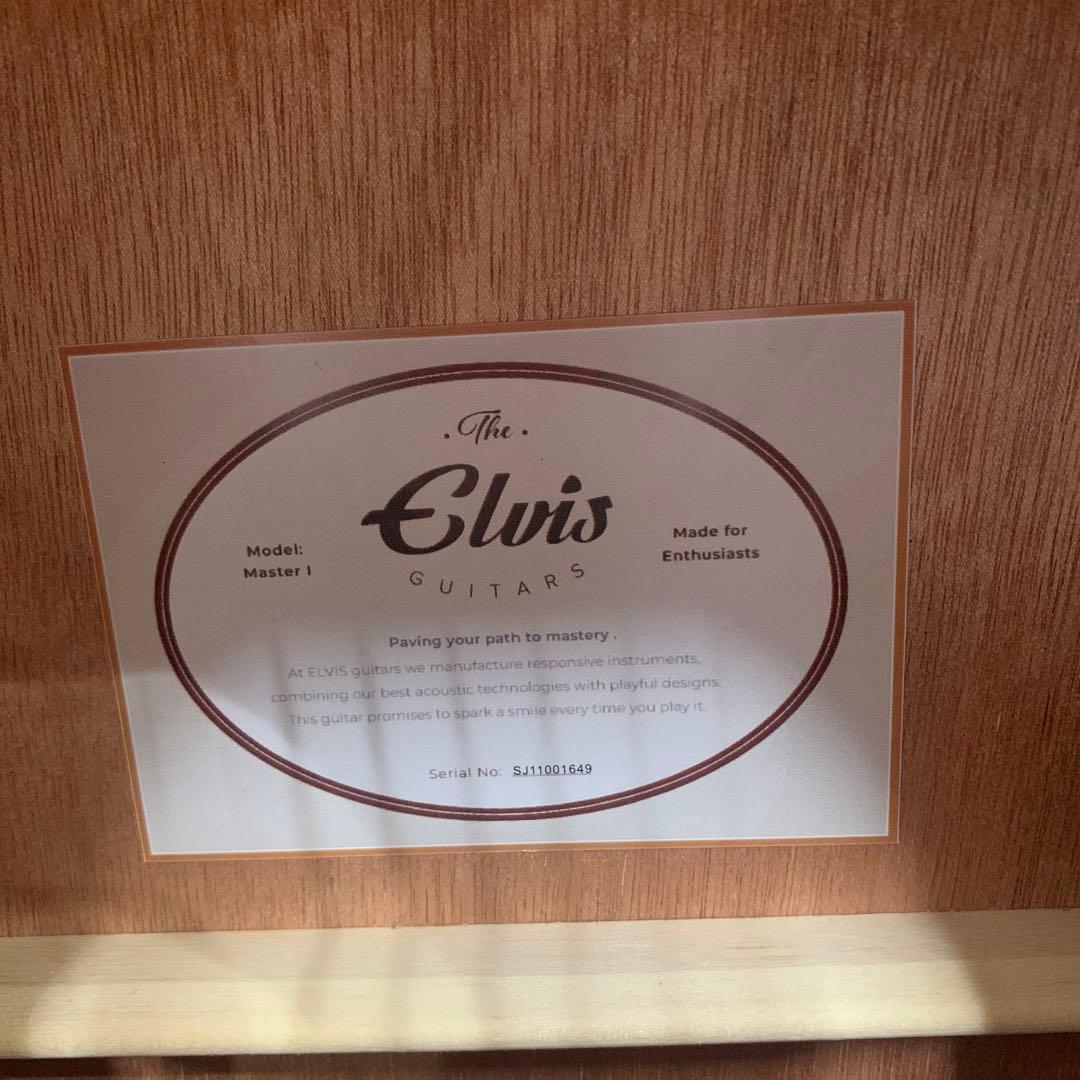 . The .
Elvis
GUITARS
Model:
Master I
Made for
Enthusiasts
Paving your path to mastery .
At ELVIS guitars we manufacture responsive instruments,
combining our best acoustic technologies with playful designs.
This guitar promises to spark a smile every time you play it.
Serial No: SJ11001649